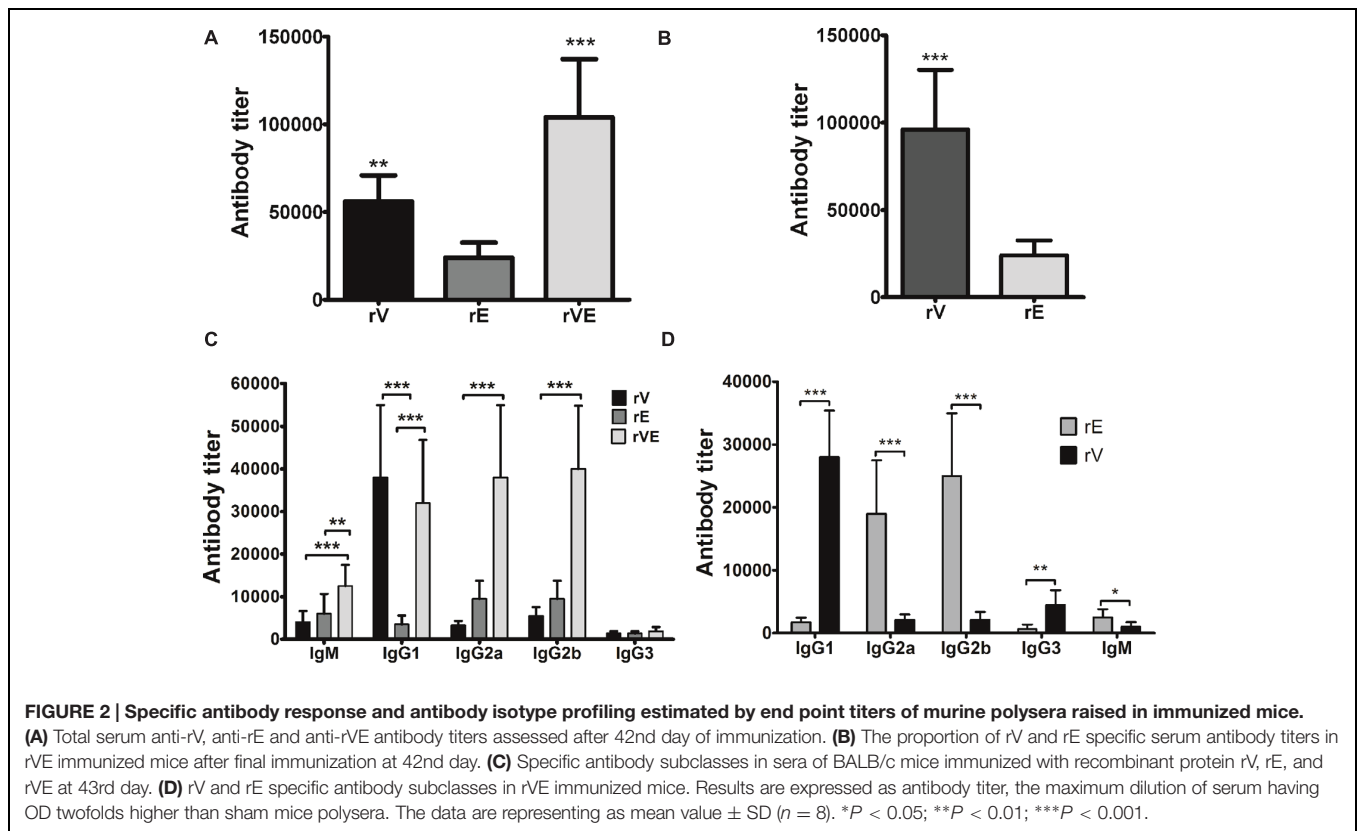 A
150000
100000
50000
0
Antibody titer
**
***
rV
rE
rVE
B
150000
100000
50000
0
Antibody titer
***
rV
rE
C
60000
50000
40000
30000
20000
10000
0
Antibody titer
***
**
***
***
***
***
rV
rE
rVE
IgM
IgG1
IgG2a
IgG2b
IgG3
D
40000
30000
20000
10000
0
Antibody titer
***
***
***
**
*
rE
rV
IgG1
IgG2a
IgG2b
IgG3
IgM
FIGURE 2 | Specific antibody response and antibody isotype profiling estimated by end point titers of murine polysera raised in immunized mice.
(A) Total serum anti-rV, anti-rE and anti-rVE antibody titers assessed after 42nd day of immunization. (B) The proportion of rV and rE specific serum antibody titers in
rVE immunized mice after final immunization at 42nd day. (C) Specific antibody subclasses in sera of BALB/c mice immunized with recombinant protein rV, rE, and
rVE at 43rd day. (D) rV and rE specific antibody subclasses in rVE immunized mice. Results are expressed as antibody titer, the maximum dilution of serum having
OD twofolds higher than sham mice polysera. The data are representing as mean value ± SD (n = 8). *P < 0.05; **P < 0.01; ***P < 0.001.